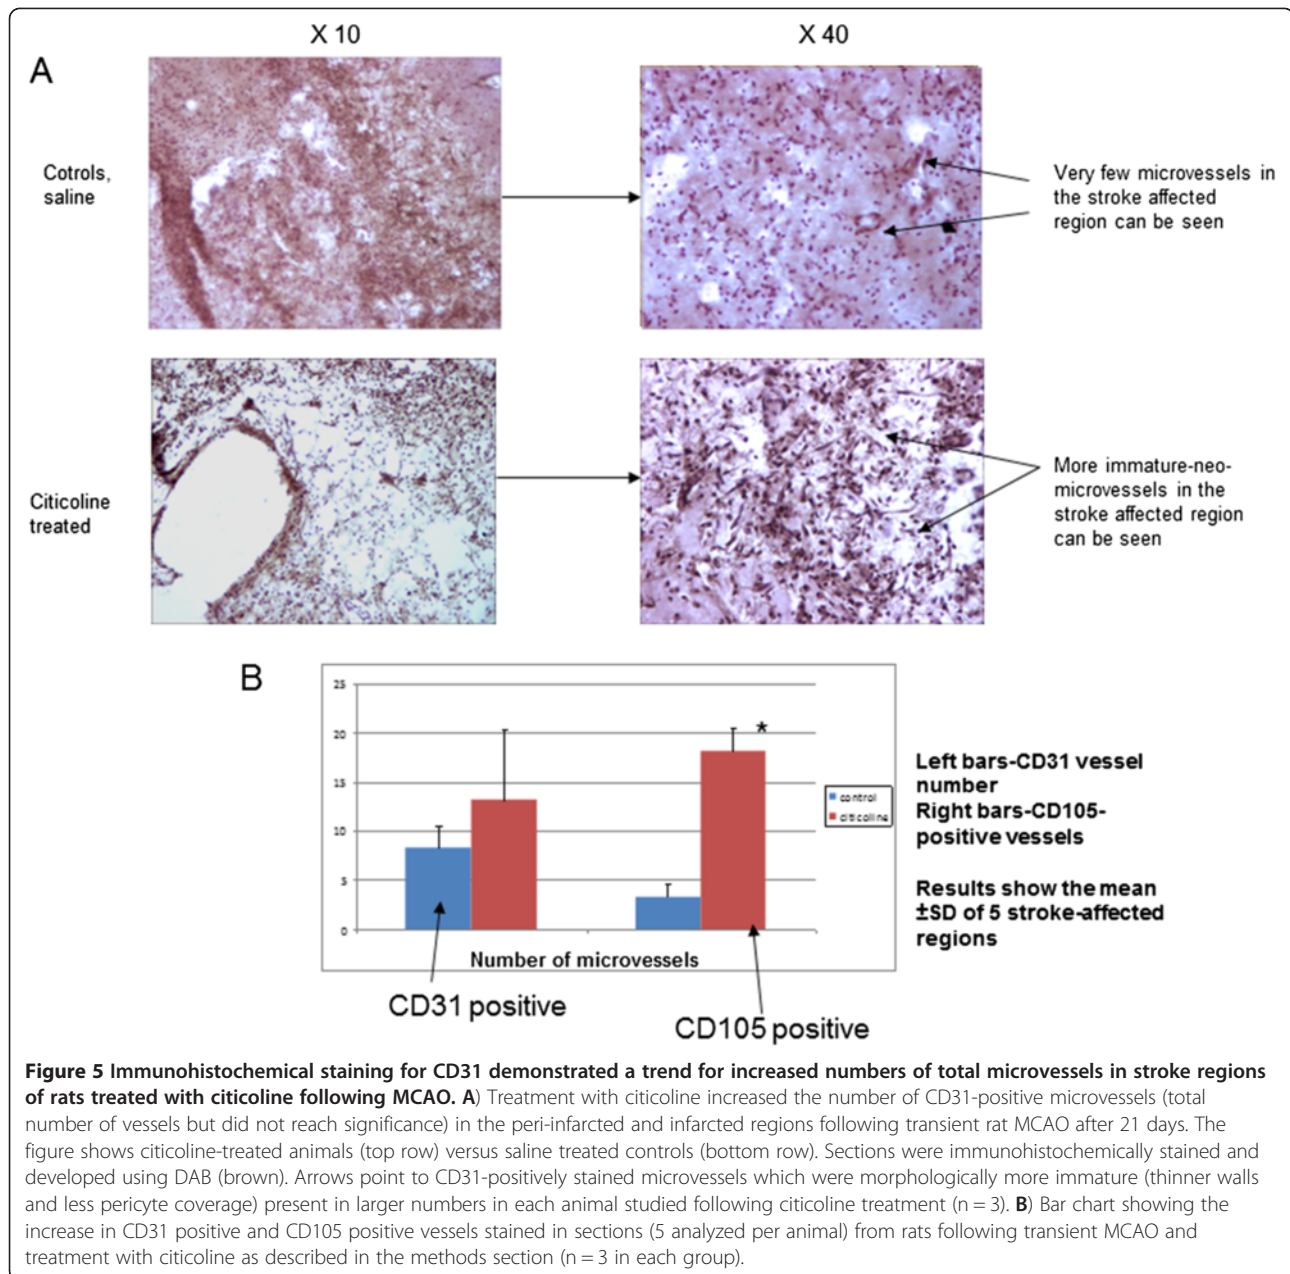 X 10
X 40
A
Cotrols,
saline
Very few microvessels in
the stroke affected
region can be seen
Citicoline
treated
More immature-neo-
microvessels in the
stroke affected region
can be seen
B
25
20
15
10
5
0
*
control
citicoline
Number of microvessels
CD31 positive
CD105 positive
Left bars-CD31 vessel
number
Right bars-CD105-
positive vessels
Results show the mean
±SD of 5 stroke-affected
regions
Figure 5 Immunohistochemical staining for CD31 demonstrated a trend for increased numbers of total microvessels in stroke regions
of rats treated with citicoline following MCAO. A) Treatment with citicoline increased the number of CD31-positive microvessels (total
number of vessels but did not reach significance) in the peri-infarcted and infarcted regions following transient rat MCAO after 21 days. The
figure shows citicoline-treated animals (top row) versus saline treated controls (bottom row). Sections were immunohistochemically stained and
developed using DAB (brown). Arrows point to CD31-positively stained microvessels which were morphologically more immature (thinner walls
and less pericyte coverage) present in larger numbers in each animal studied following citicoline treatment (n = 3). B) Bar chart showing the
increase in CD31 positive and CD105 positive vessels stained in sections (5 analyzed per animal) from rats following transient MCAO and
treatment with citicoline as described in the methods section (n = 3 in each group).